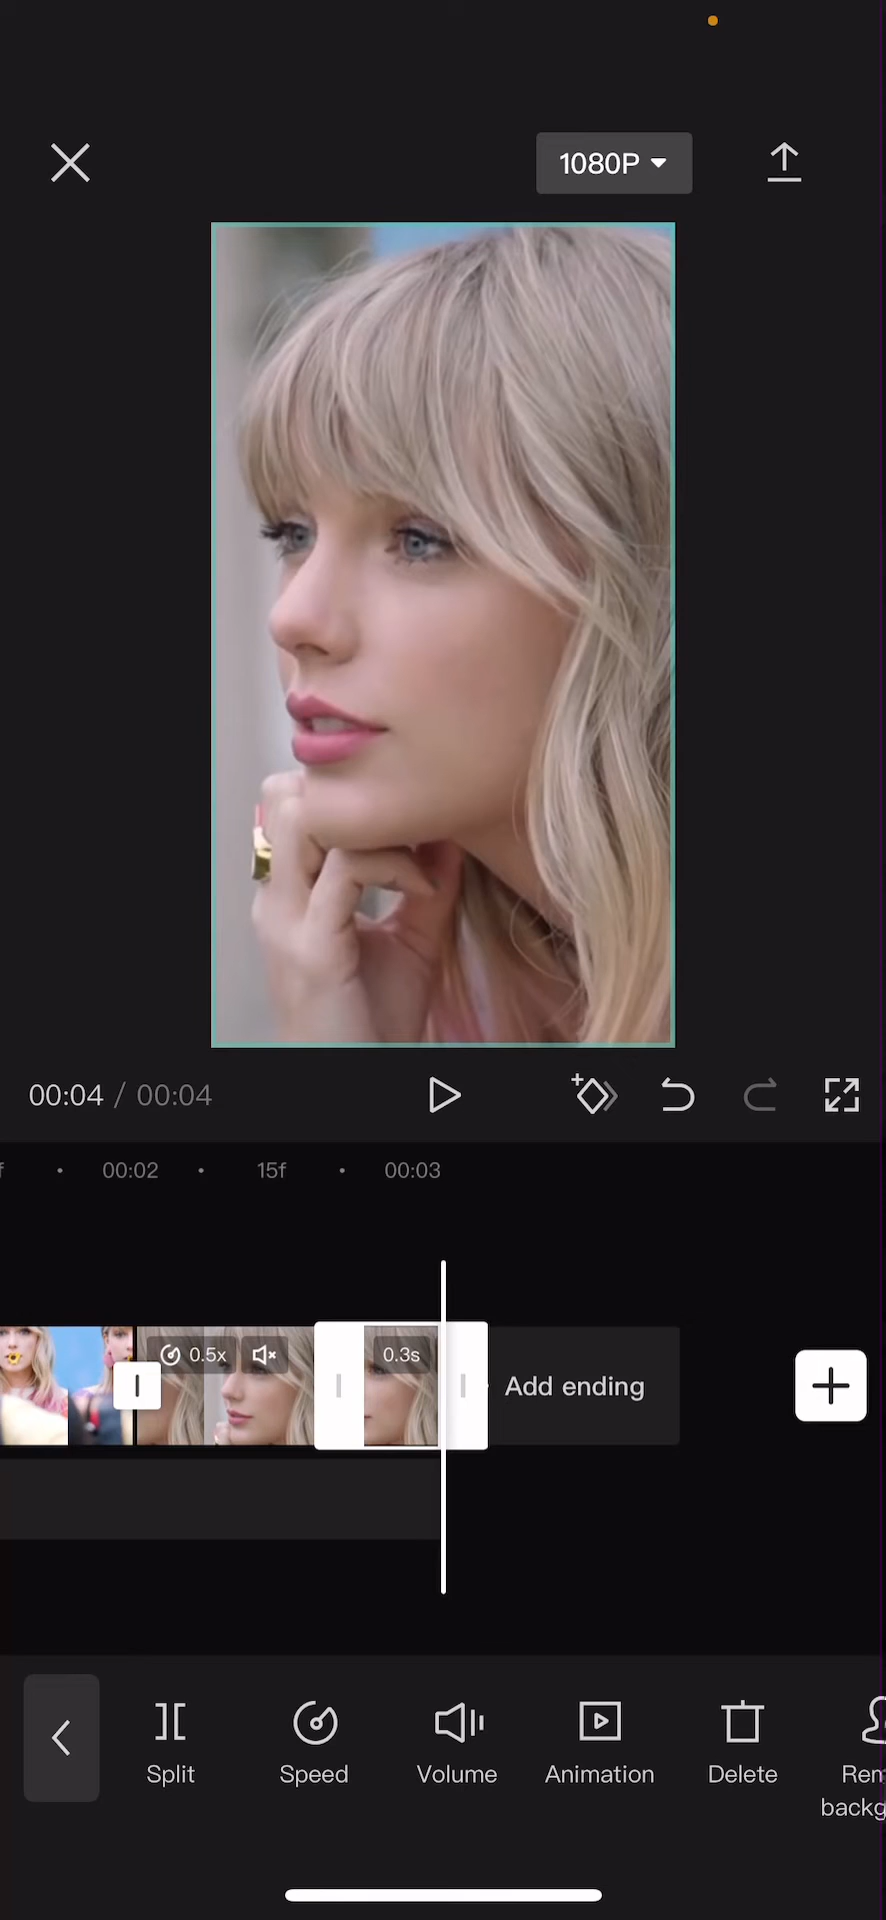 1080P
00:04 / 00:04
f • 00:02 • 15f • 00:03
0.5x
0.3s
Add ending
Split
Speed
Volume
Animation
Delete
Rem
backg